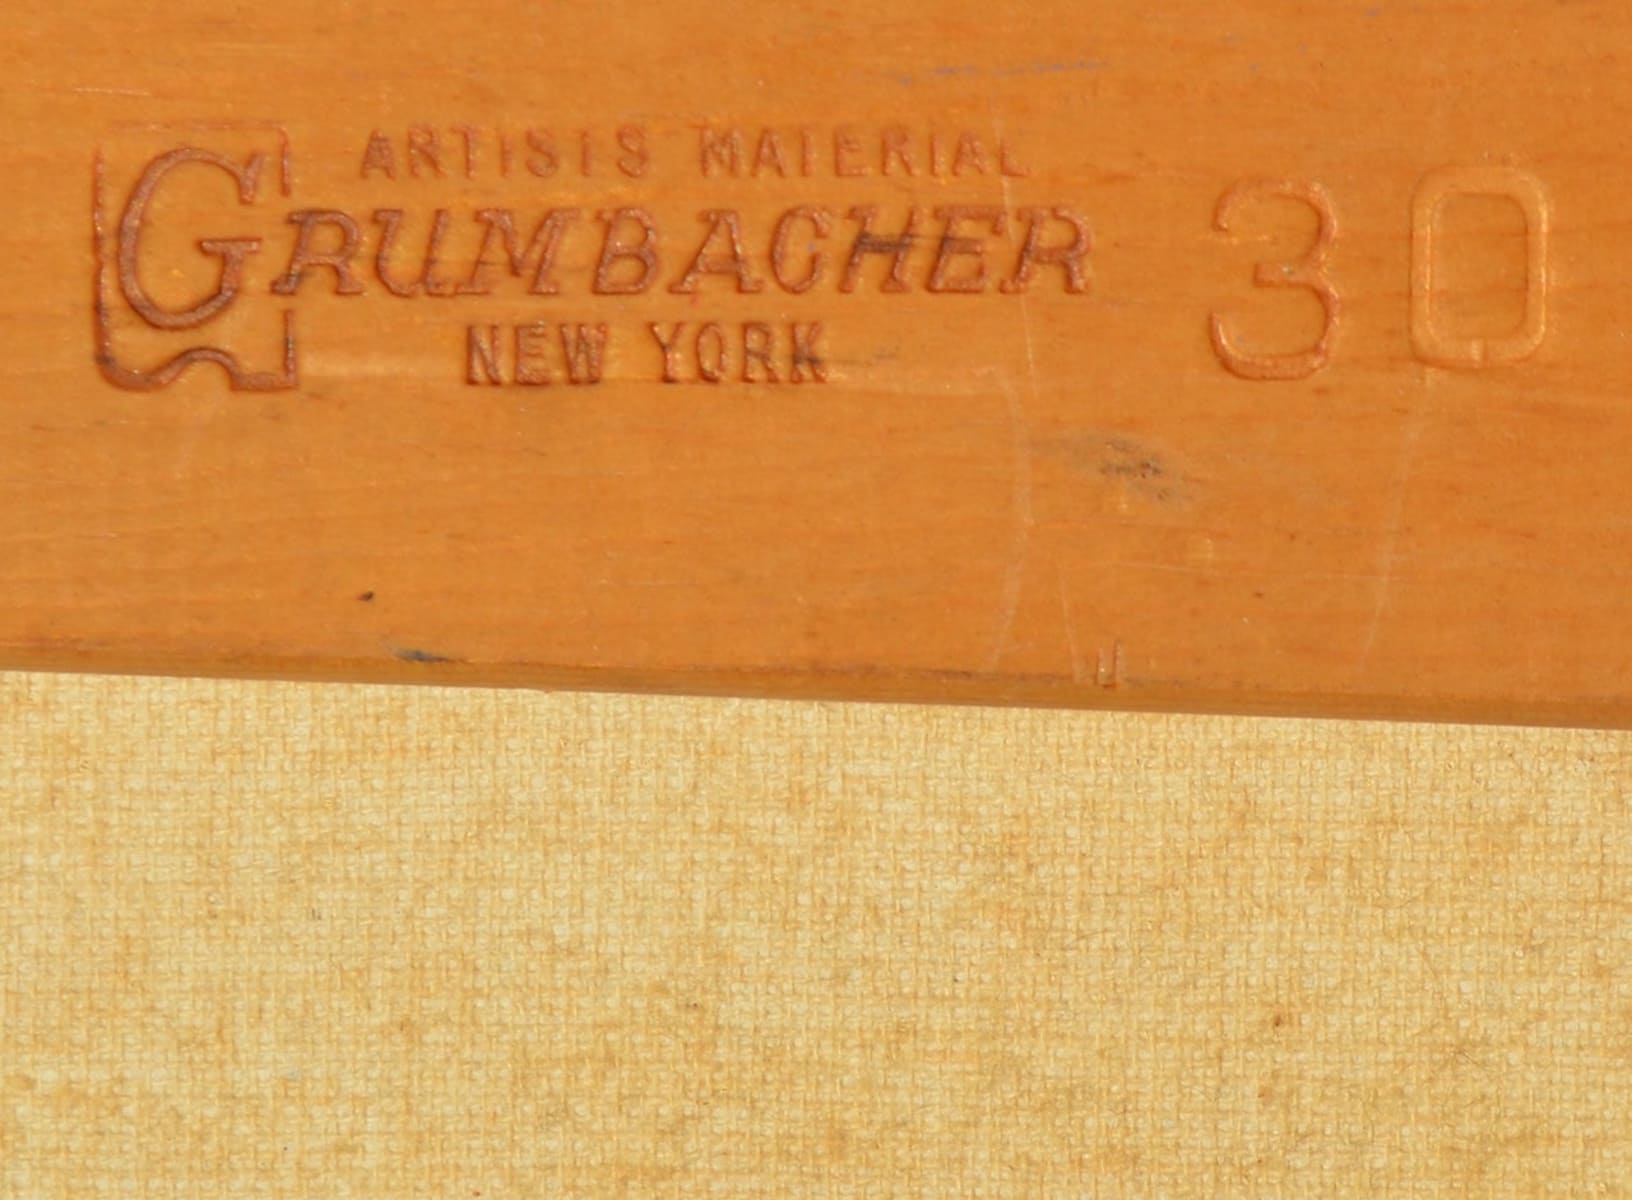 ARTISTS MATERIAL
GRUMBACHER 30
NEW YORK